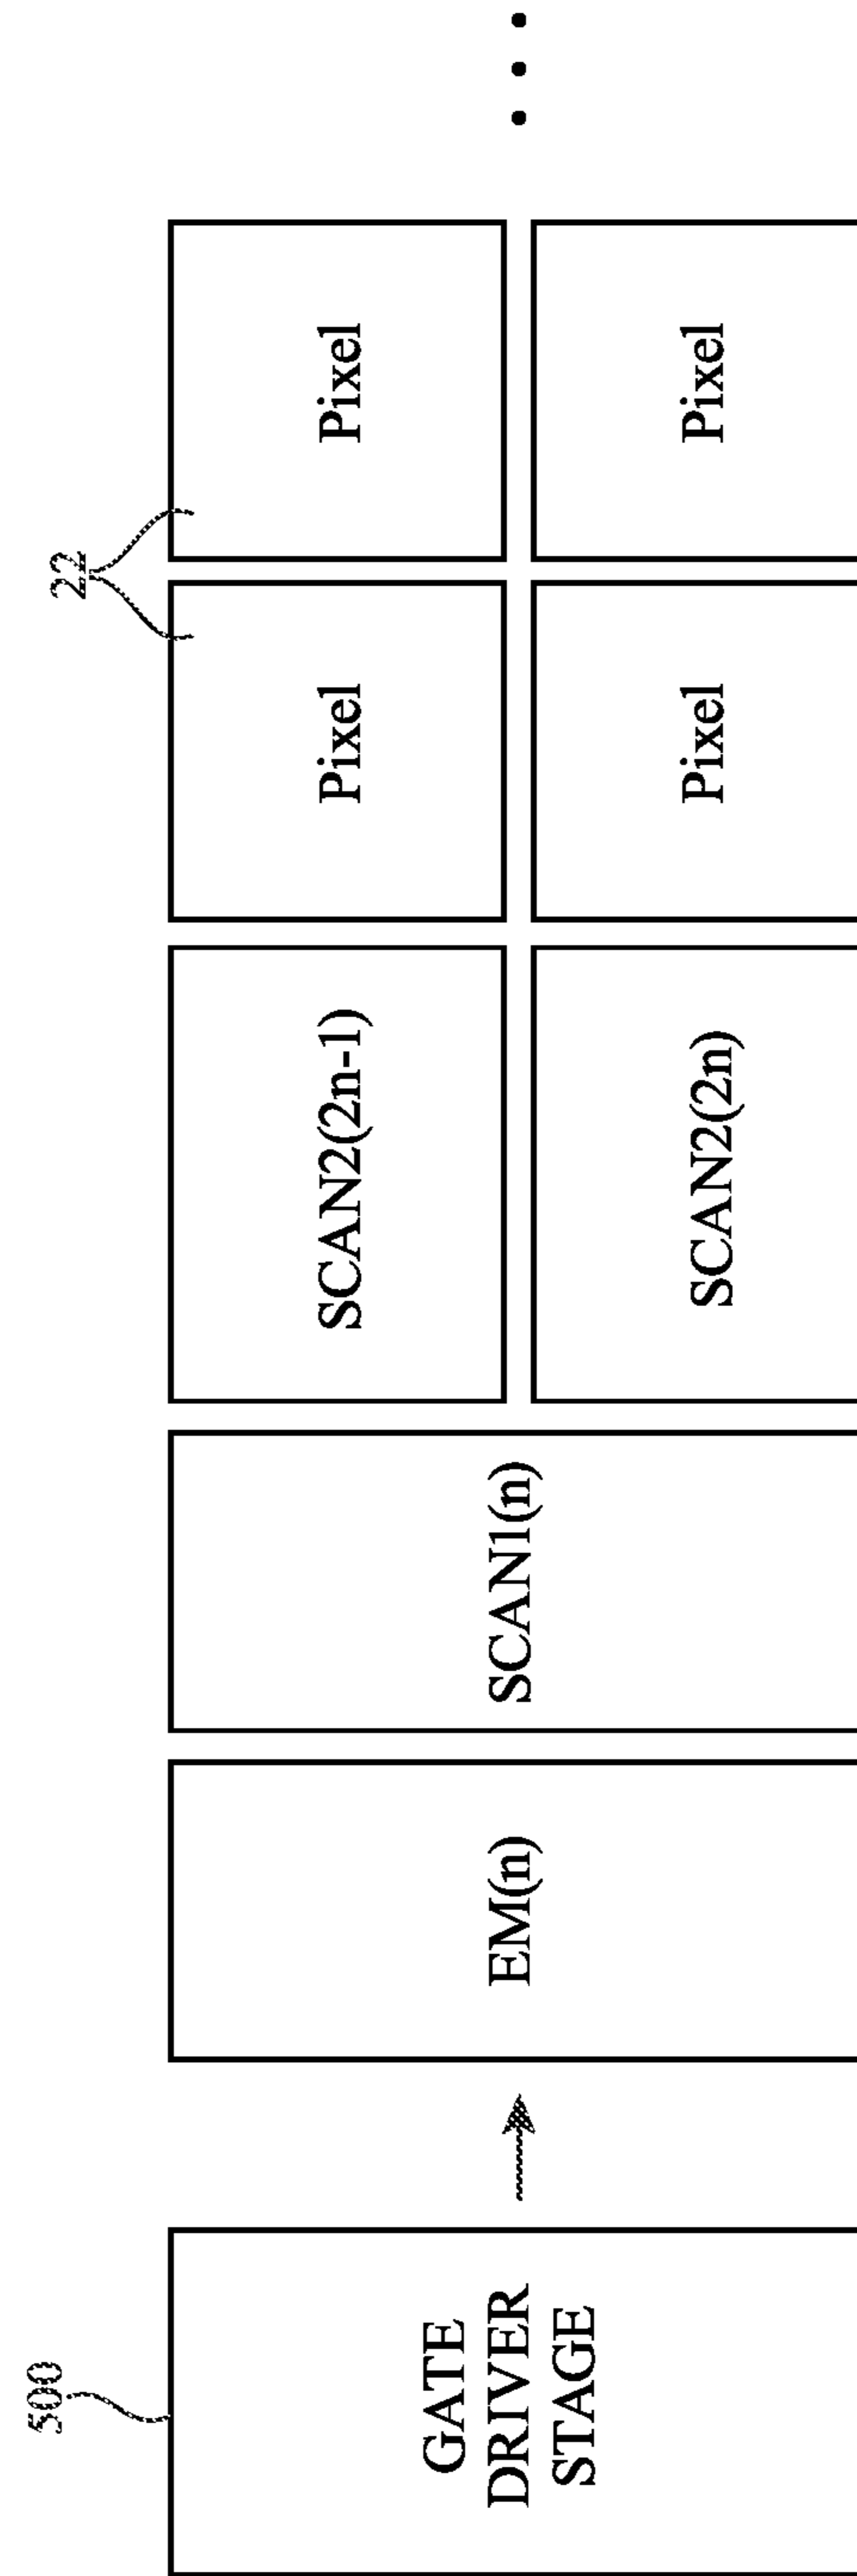 500
GATE
DRIVER
STAGE
EM(n)
SCAN1(n)
SCAN2(2n-1)
SCAN2(2n)
22
Pixel
Pixel
Pixel
Pixel